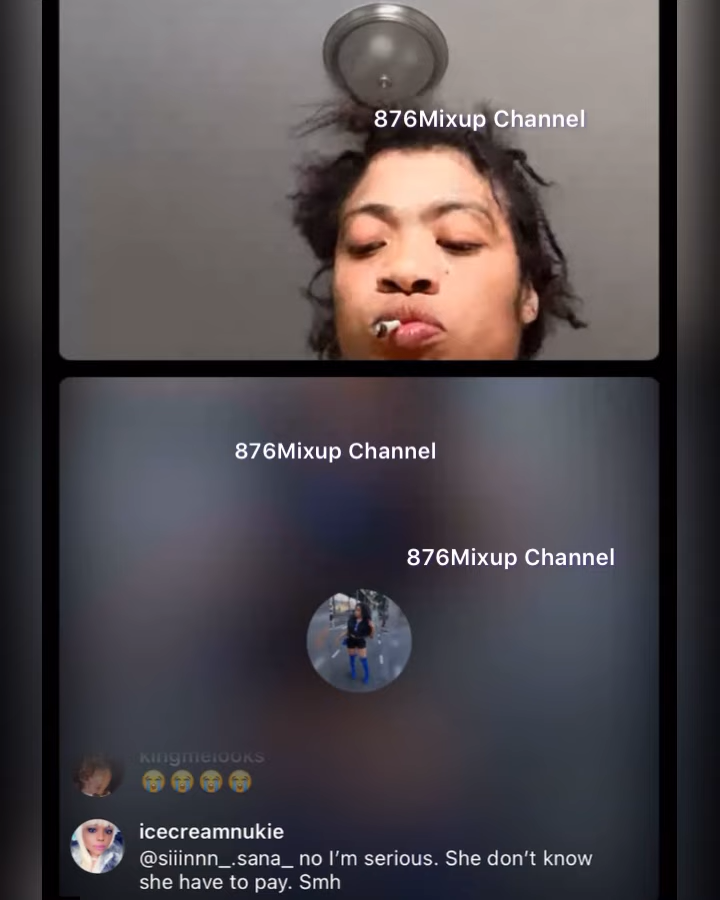 876Mixup Channel
876Mixup Channel
876Mixup Channel
kingmelooks
😭😭😭😭
icecreamnukie
@siiinnn_.sana_ no I’m serious. She don’t know
she have to pay. Smh